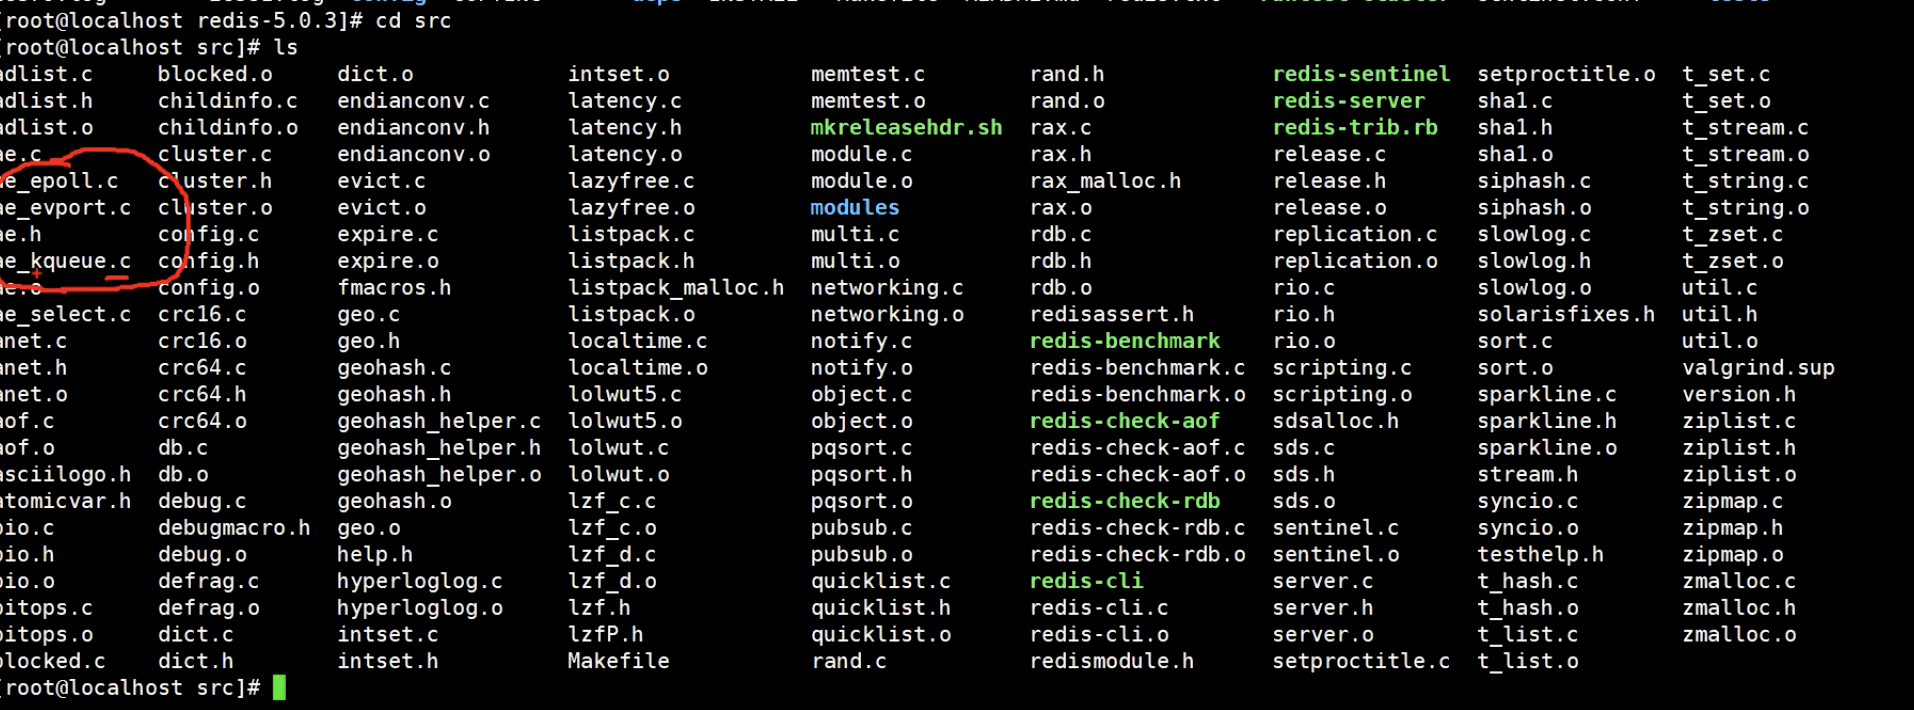 [root@localhost redis-5.0.3]# cd src
[root@localhost src]# ls
adlist.c blocked.o dict.o intset.o memtest.c rand.h redis-sentinel setproctitle.o t_set.c
adlist.h childinfo.c endianconv.c latency.c memtest.o rand.o redis-server sha1.c t_set.o
adlist.o childinfo.o endianconv.h latency.h mkreleasehdr.sh rax.c redis-trib.rb sha1.h t_stream.c
ae.c cluster.c endianconv.o latency.o module.c rax.h release.c sha1.o t_stream.o
ae_epoll.c cluster.h evict.c lazyfree.c module.o rax_malloc.h release.h siphash.c t_string.c
ae_evport.c cluster.o evict.o lazyfree.o modules rax.o release.o siphash.o t_string.o
ae.h config.c expire.c listpack.c multi.c rdb.c replication.c slowlog.c t_zset.c
ae_kqueue.c config.h expire.o listpack.h multi.o rdb.h replication.o slowlog.h t_zset.o
ae.o config.o fmacros.h listpack_malloc.h networking.c rdb.o rio.c slowlog.o util.c
ae_select.c crc16.c geo.c listpack.o networking.o redisassert.h rio.h solarisfixes.h util.h
anet.c crc16.o geo.h localtime.c notify.c redis-benchmark rio.o sort.c util.o
anet.h crc64.c geohash.c localtime.o notify.o redis-benchmark.c scripting.c sort.o valgrind.sup
anet.o crc64.h geohash.h lolwut5.c object.c redis-benchmark.o scripting.o sparkline.c version.h
aof.c crc64.o geohash_helper.c lolwut5.o object.o redis-check-aof sdsalloc.h sparkline.h ziplist.c
aof.o db.c geohash_helper.h lolwut.c pqsort.c redis-check-aof.c sds.c sparkline.o ziplist.h
asciilogo.h db.o geohash_helper.o lolwut.o pqsort.h redis-check-aof.o sds.h stream.h ziplist.o
atomicvar.h debug.c geohash.o lzf_c.c pqsort.o redis-check-rdb sds.o syncio.c zipmap.c
bio.c debugmacro.h geo.o lzf_c.o pubsub.c redis-check-rdb.c sentinel.c syncio.o zipmap.h
bio.h debug.o help.h lzf_d.c pubsub.o redis-check-rdb.o sentinel.o testhelp.h zipmap.o
bio.o defrag.c hyperloglog.c lzf_d.o quicklist.c redis-cli server.c t_hash.c zmalloc.c
bitops.c defrag.o hyperloglog.o lzf.h quicklist.h redis-cli.c server.h t_hash.o zmalloc.h
bitops.o dict.c intset.c lzfP.h quicklist.o redis-cli.o server.o t_list.c zmalloc.o
blocked.c dict.h intset.h Makefile rand.c redismodule.h setproctitle.c t_list.o
[root@localhost src]#